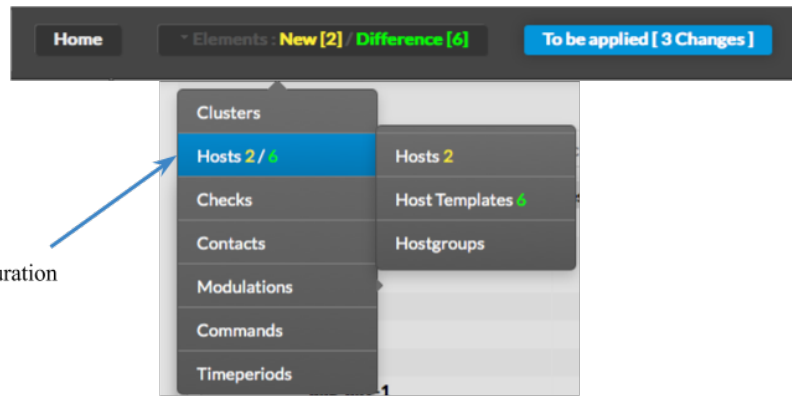 Home Elements : New [2] / Difference [6] To be applied [ 3 Changes ]
Clusters
Hosts 2 / 6
Hosts 2
Checks
Host Templates 6
Contacts
Hostgroups
uration
Modulations
Commands
Timeperiods